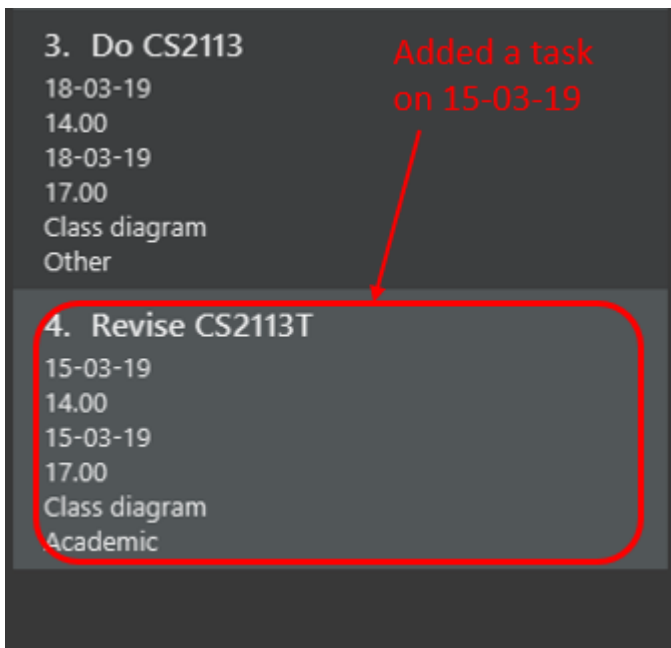 3. Do CS2113
18-03-19
14.00
18-03-19
17.00
Class diagram
Other
Added a task
on 15-03-19
4. Revise CS2113T
15-03-19
14.00
15-03-19
17.00
Class diagram
Academic